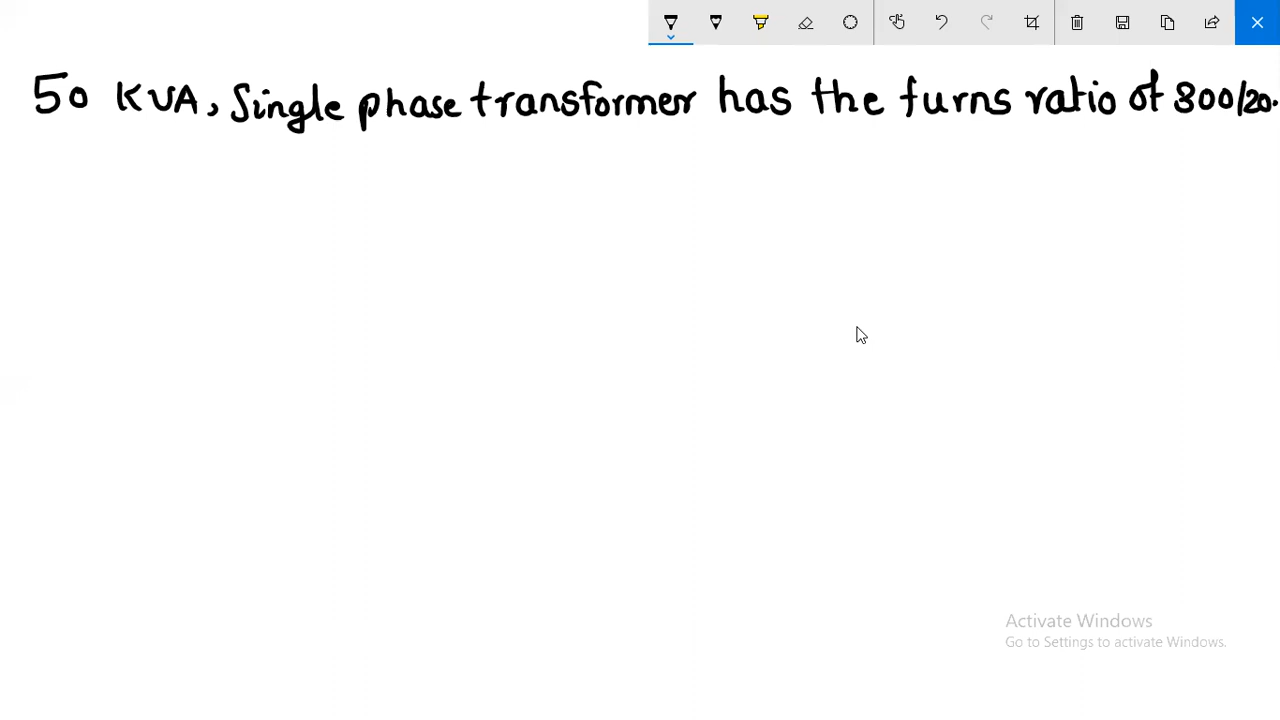 50 KVA, Single phase transformer has the turns ratio of 300/20.
Activate Windows
Go to Settings to activate Windows.